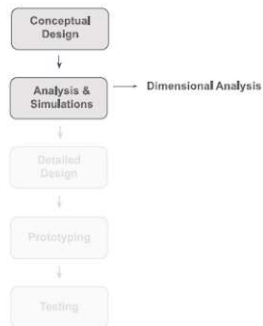 Conceptual
Design
Analysis &
Simulations
Dimensional Analysis
Detailed
Design
Prototyping
Testing